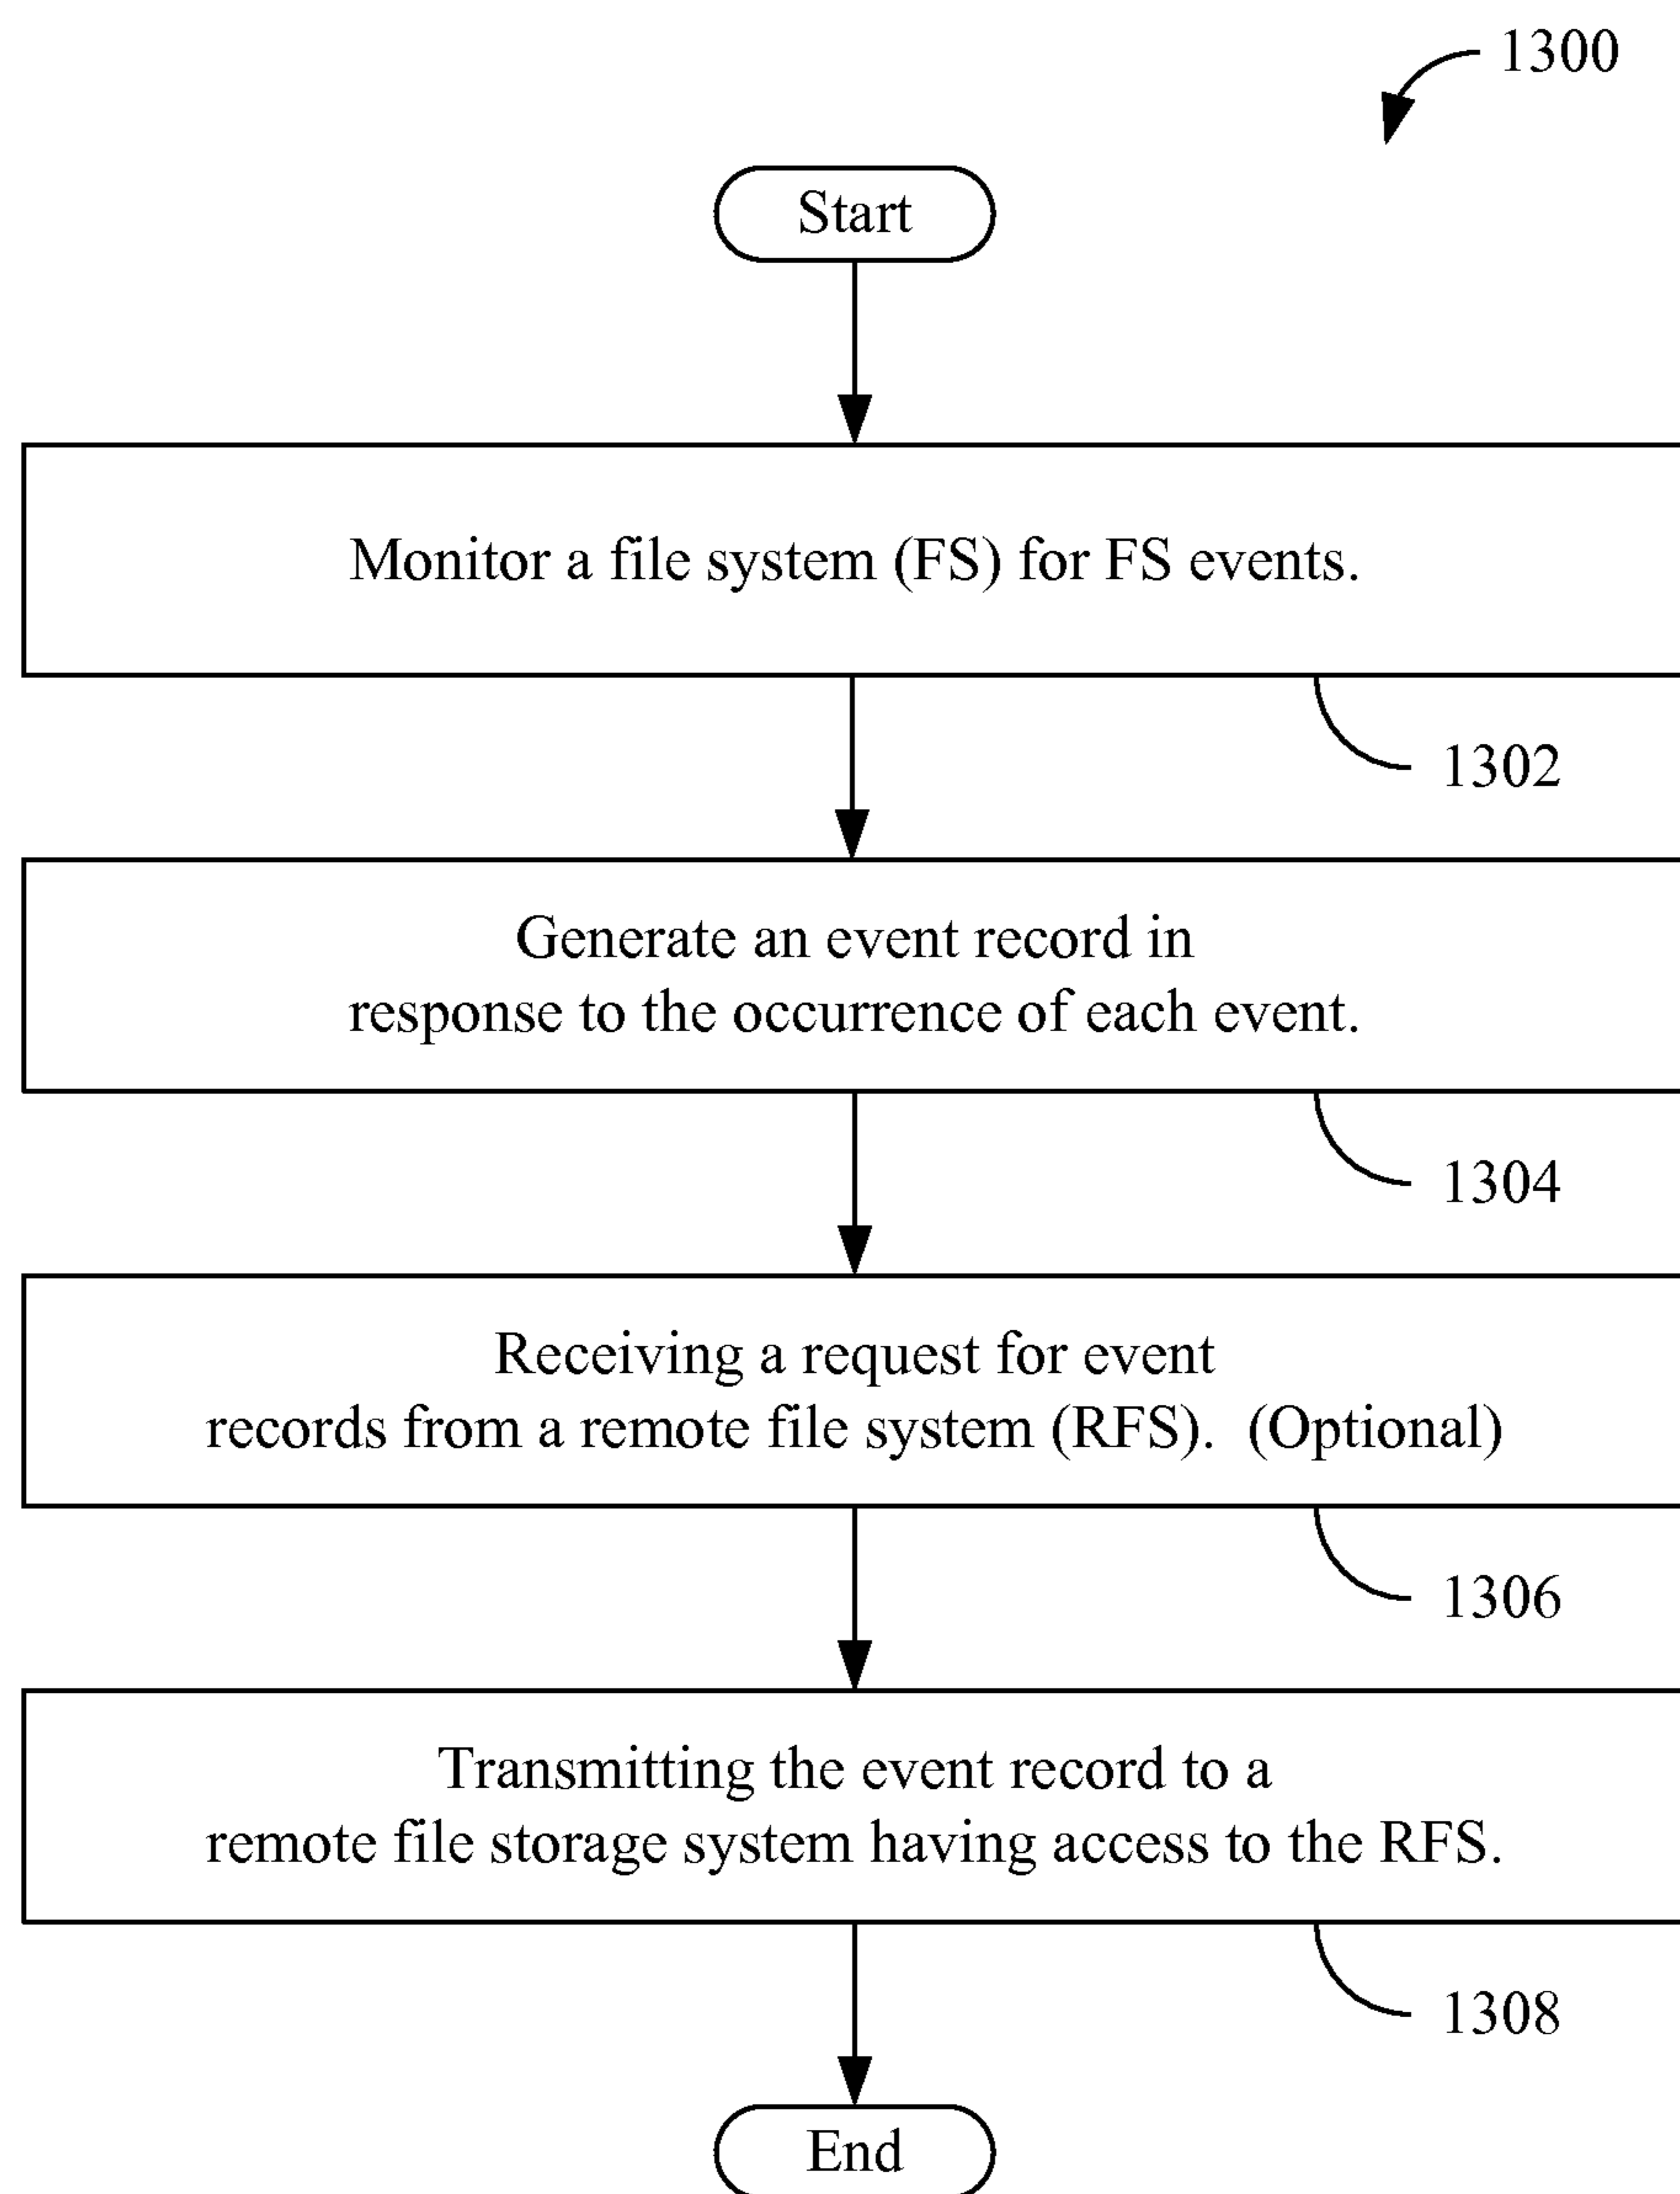 1300
Start
Monitor a file system (FS) for FS events.
1302
Generate an event record in
response to the occurrence of each event.
1304
Receiving a request for event
records from a remote file system (RFS).  (Optional)
1306
Transmitting the event record to a
remote file storage system having access to the RFS.
1308
End